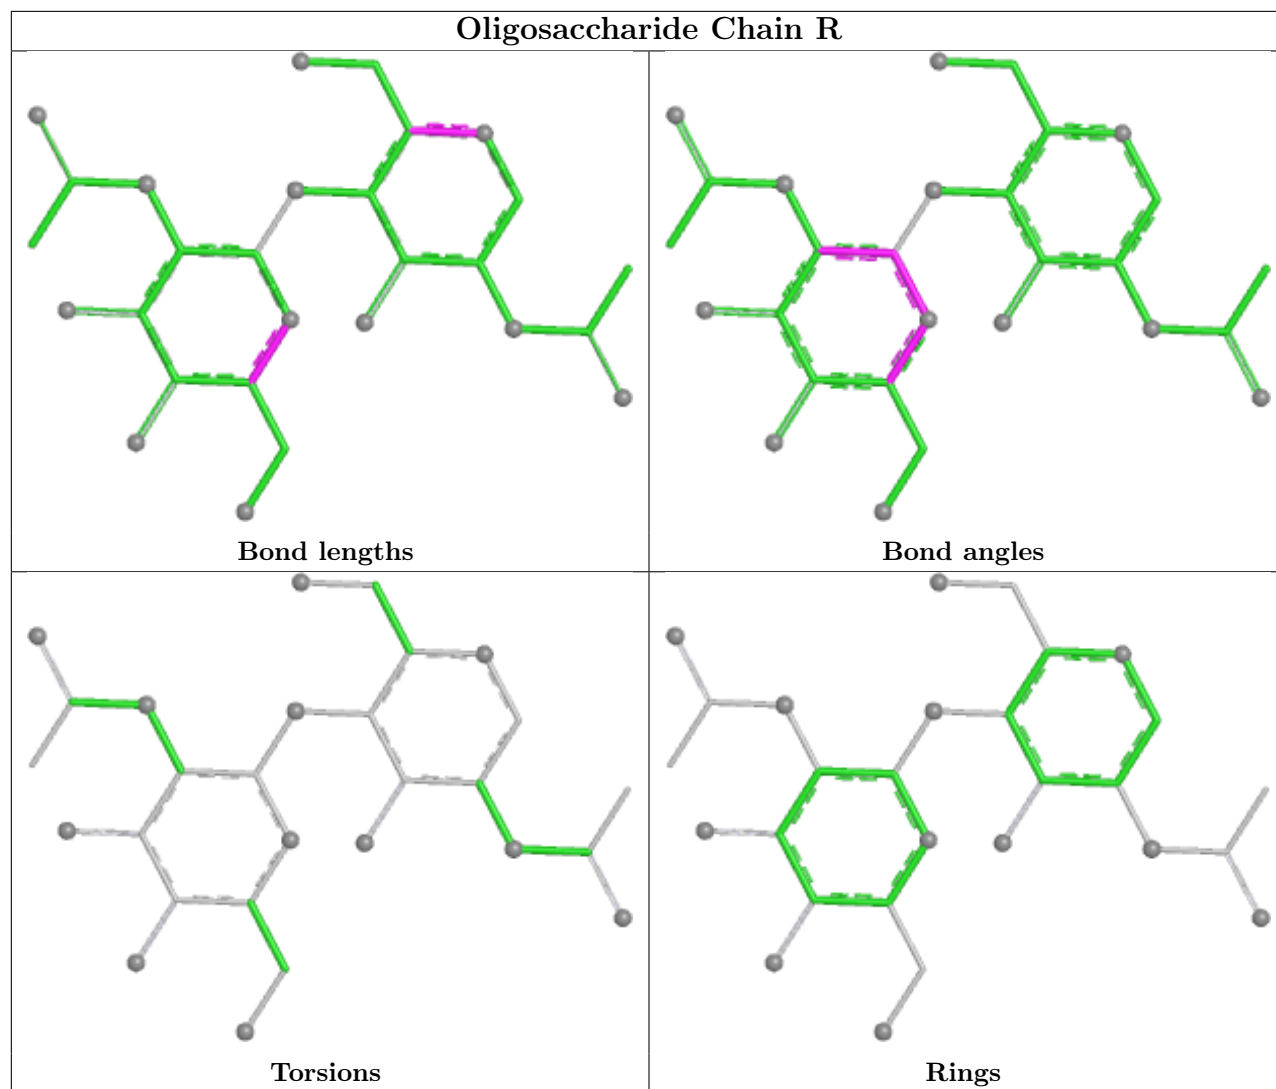 Oligosaccharide Chain R
Bond lengths
Bond angles
Torsions
Rings